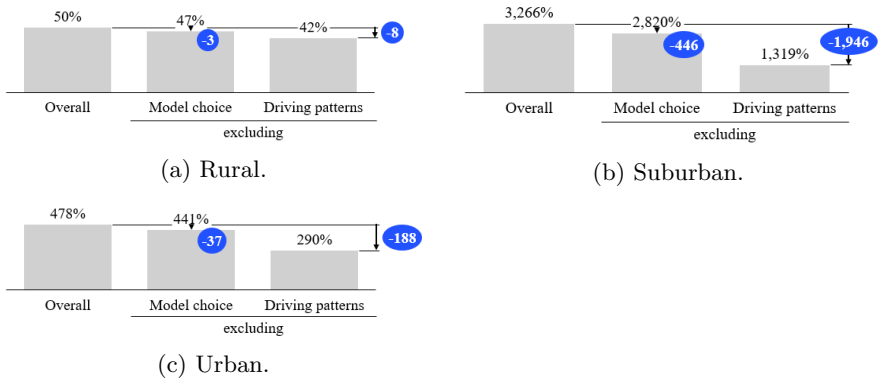 50%
47%
42%
-3
-8
Overall
Model choice
Driving patterns
excluding
(a) Rural.
3,266%
2,820%
1,319%
-446
-1,946
Overall
Model choice
Driving patterns
excluding
(b) Suburban.
478%
441%
290%
-37
-188
Overall
Model choice
Driving patterns
excluding
(c) Urban.